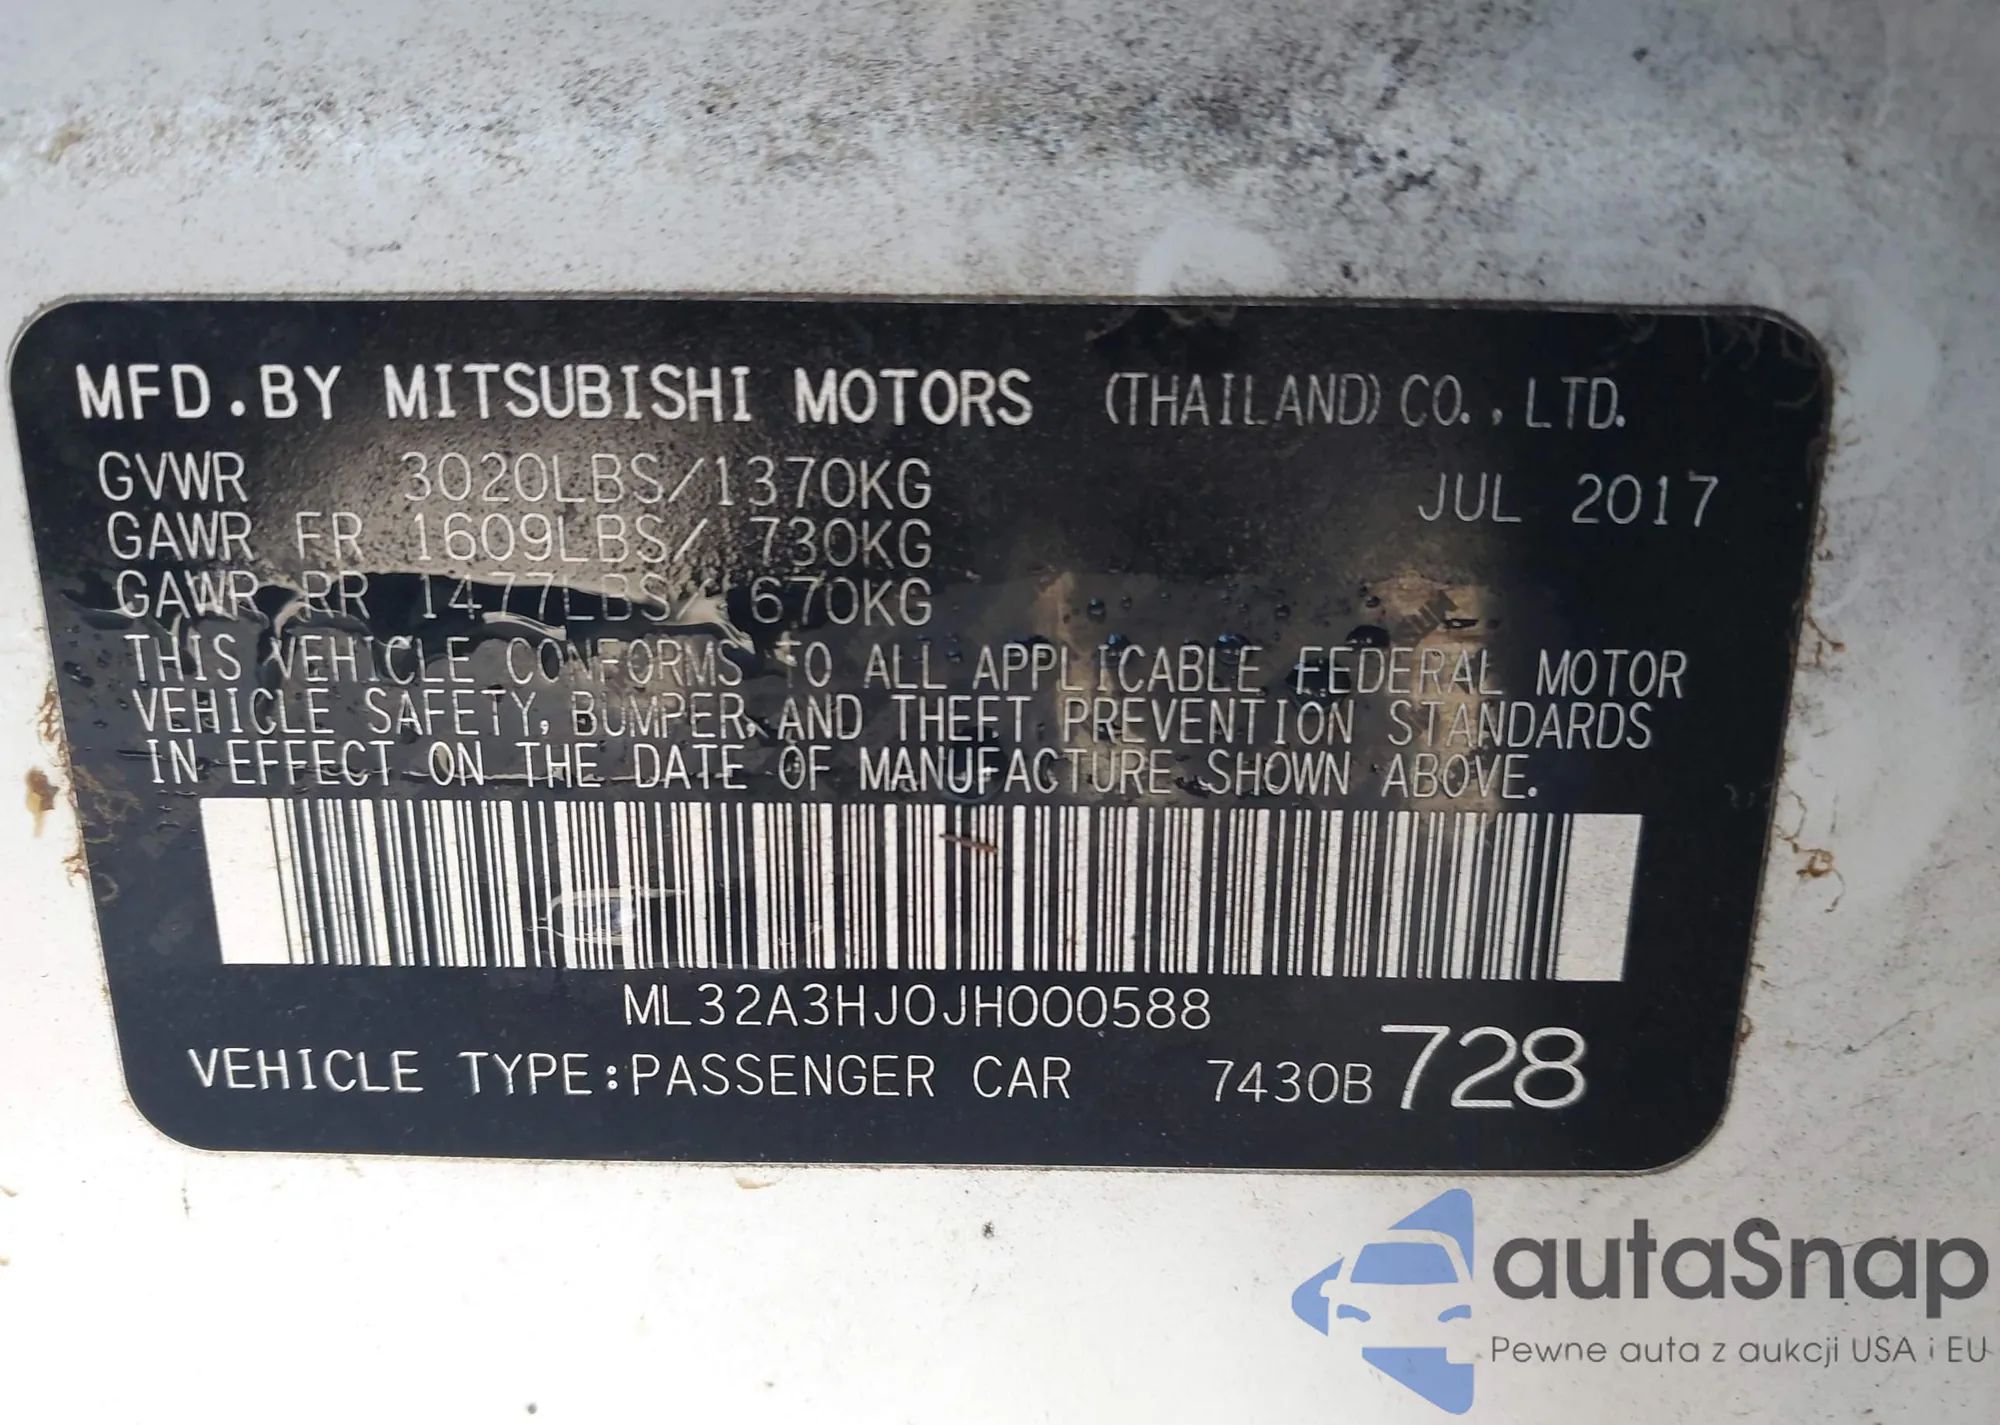 MFD.BY MITSUBISHI MOTORS (THAILAND) CO.,LTD.
GVWR 3020LBS/1370KG JUL 2017
GAWR FR 1609LBS/ 730KG
GAWR RR 1477LBS/ 670KG
THIS VEHICLE CONFORMS TO ALL APPLICABLE FEDERAL MOTOR
VEHICLE SAFETY, BUMPER, AND THEFT PREVENTION STANDARDS
IN EFFECT ON THE DATE OF MANUFACTURE SHOWN ABOVE.
ML32A3HJ0JH000588
VEHICLE TYPE:PASSENGER CAR 7430B 728
autaSnap
Pewne auta z aukcji USA i EU